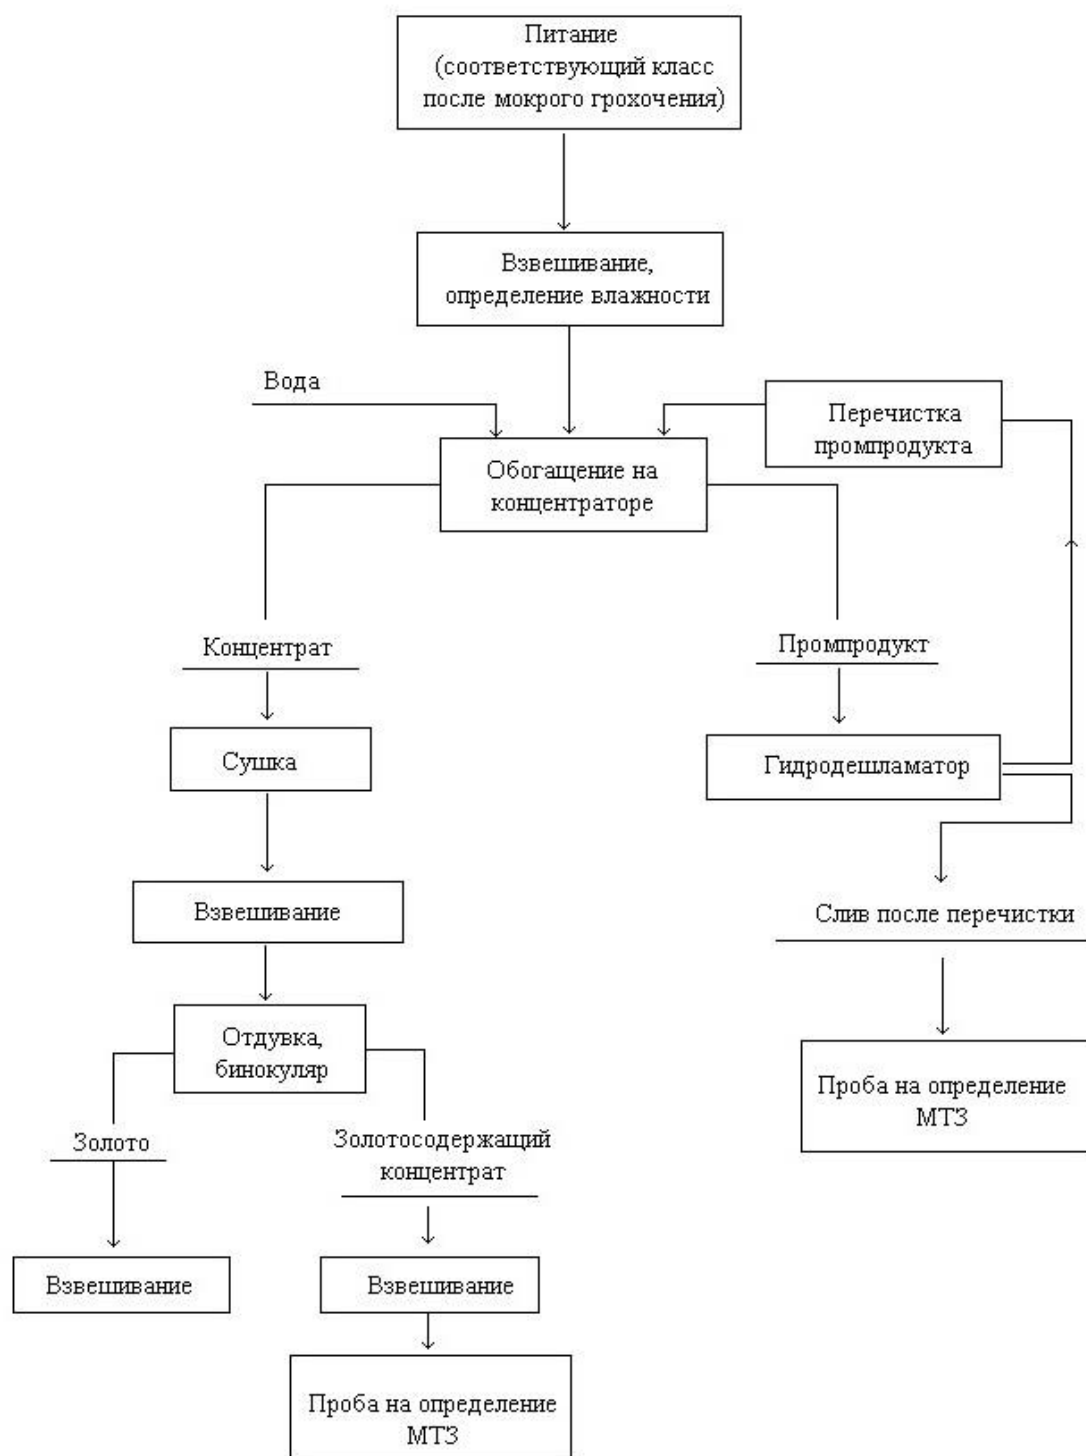 Питание
(соответствующий класс
после мокрого грохочения)
Взвешивание,
определение влажности
Вода
Перечистка
промпродукта
Обогащение на
концентраторе
Концентрат
Промпродукт
Сушка
Гидродешламатор
Взвешивание
Слив после перечистки
Отдувка,
бинокуляр
Проба на определение
МТЗ
Золото
Золотосодержащий
концентрат
Взвешивание
Взвешивание
Проба на определение
МТЗ